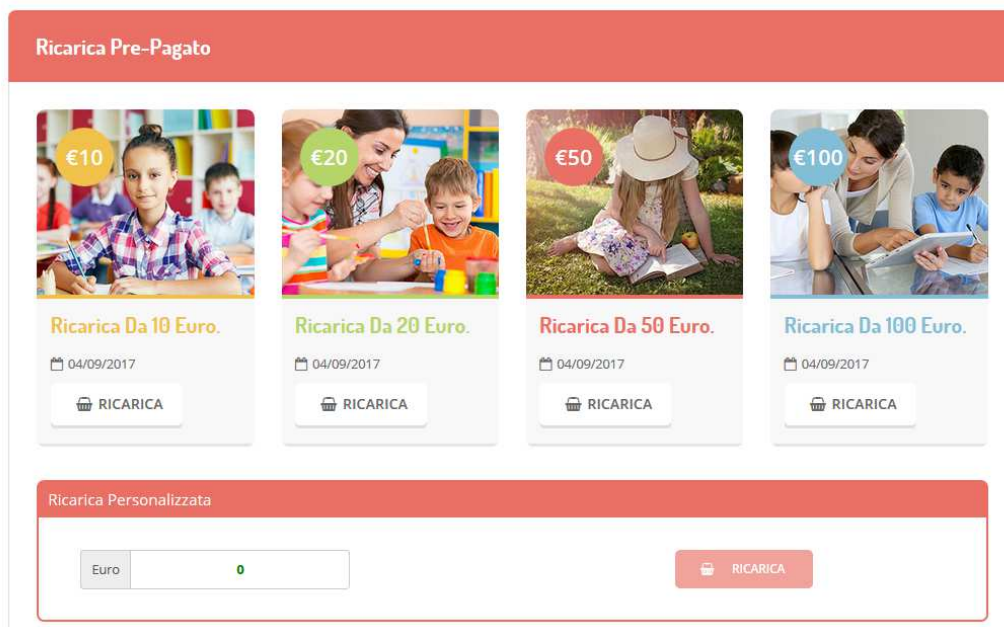 Ricarica Pre-Pagato
€10
€20
€50
€100
Ricarica Da 10 Euro.
Ricarica Da 20 Euro.
Ricarica Da 50 Euro.
Ricarica Da 100 Euro.
04/09/2017
04/09/2017
04/09/2017
04/09/2017
RICARICA
RICARICA
RICARICA
RICARICA
Ricarica Personalizzata
Euro
0
RICARICA